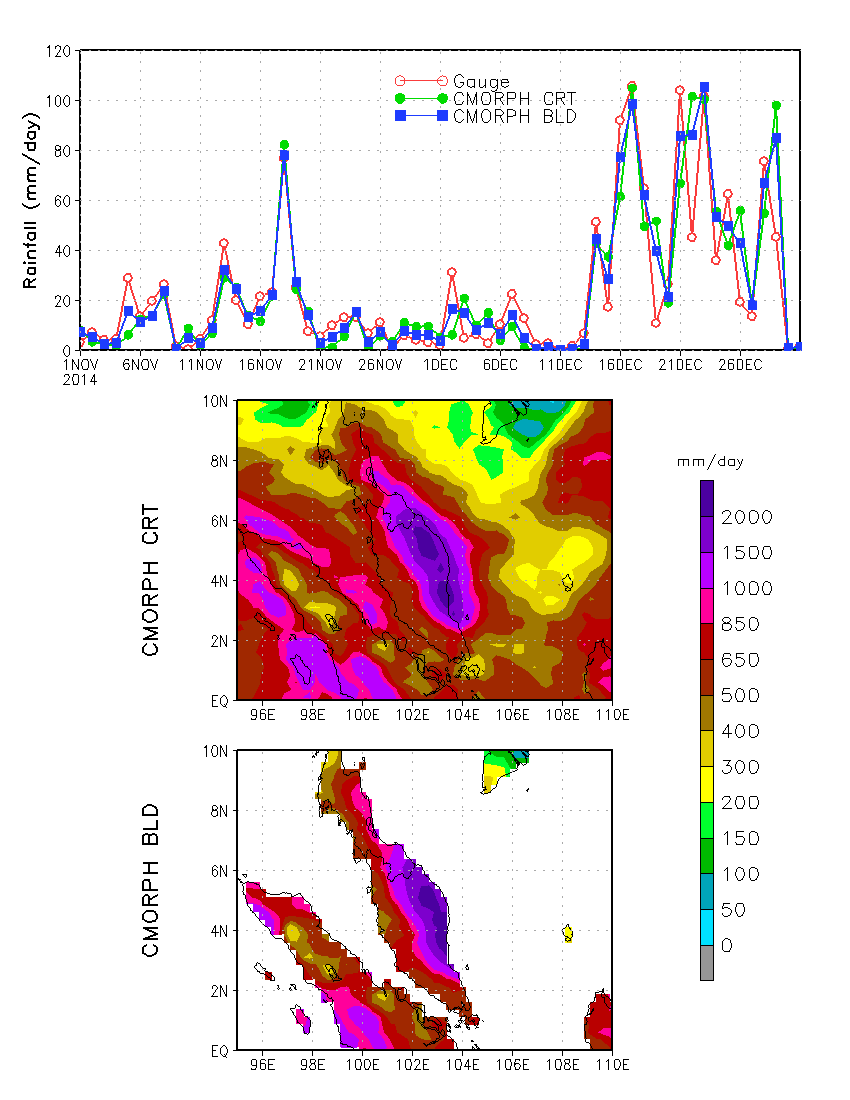 120
100
80
60
40
20
0
Rainfall (mm/day)
Gauge
CMORPH CRT
CMORPH BLD
1NOV 6NOV 11NOV 16NOV 21NOV 26NOV 1DEC 6DEC 11DEC 16DEC 21DEC 26DEC
2014
CMORPH CRT
10N
8N
6N
4N
2N
EQ
96E 98E 100E 102E 104E 106E 108E 110E
mm/day
2000
1500
1000
850
650
500
400
300
200
150
100
50
0
CMORPH BLD
10N
8N
6N
4N
2N
EQ
96E 98E 100E 102E 104E 106E 108E 110E